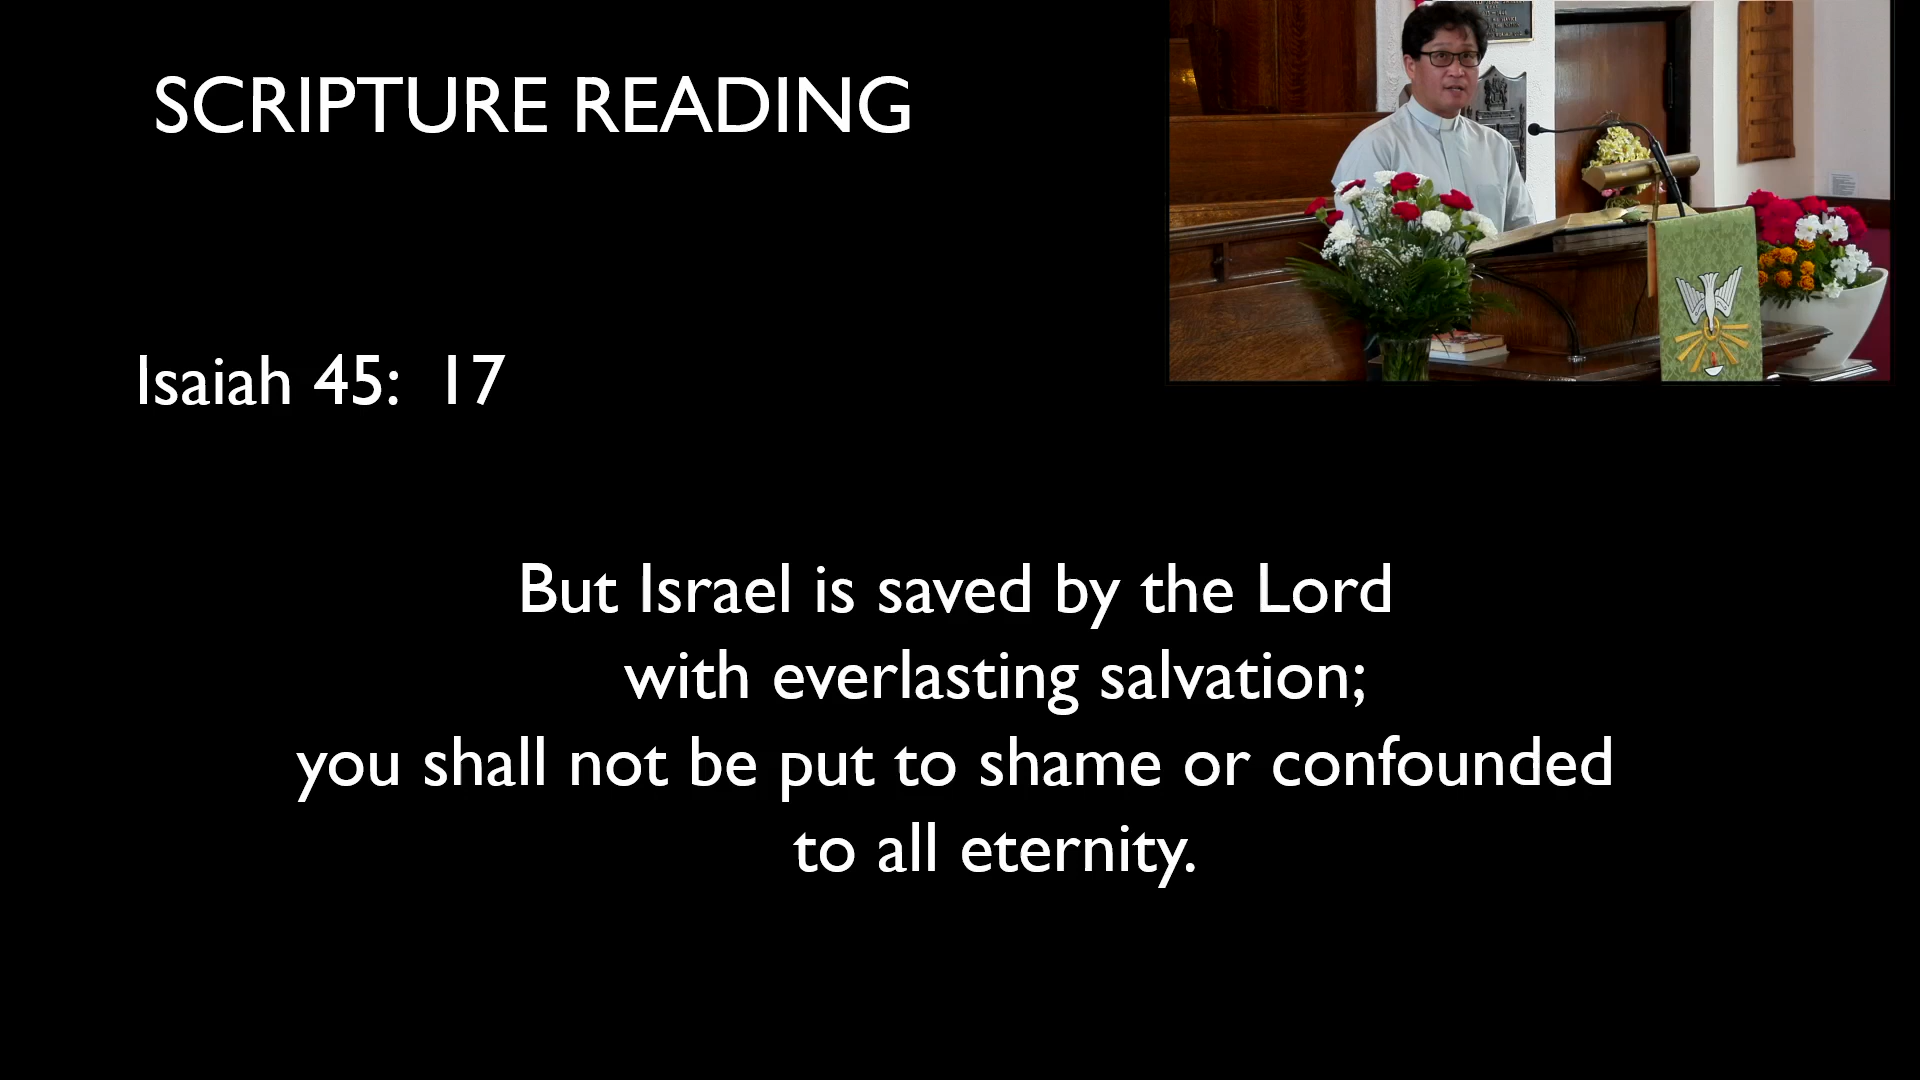 SCRIPTURE READING
Isaiah 45:  17
But Israel is saved by the Lord
with everlasting salvation;
you shall not be put to shame or confounded
to all eternity.